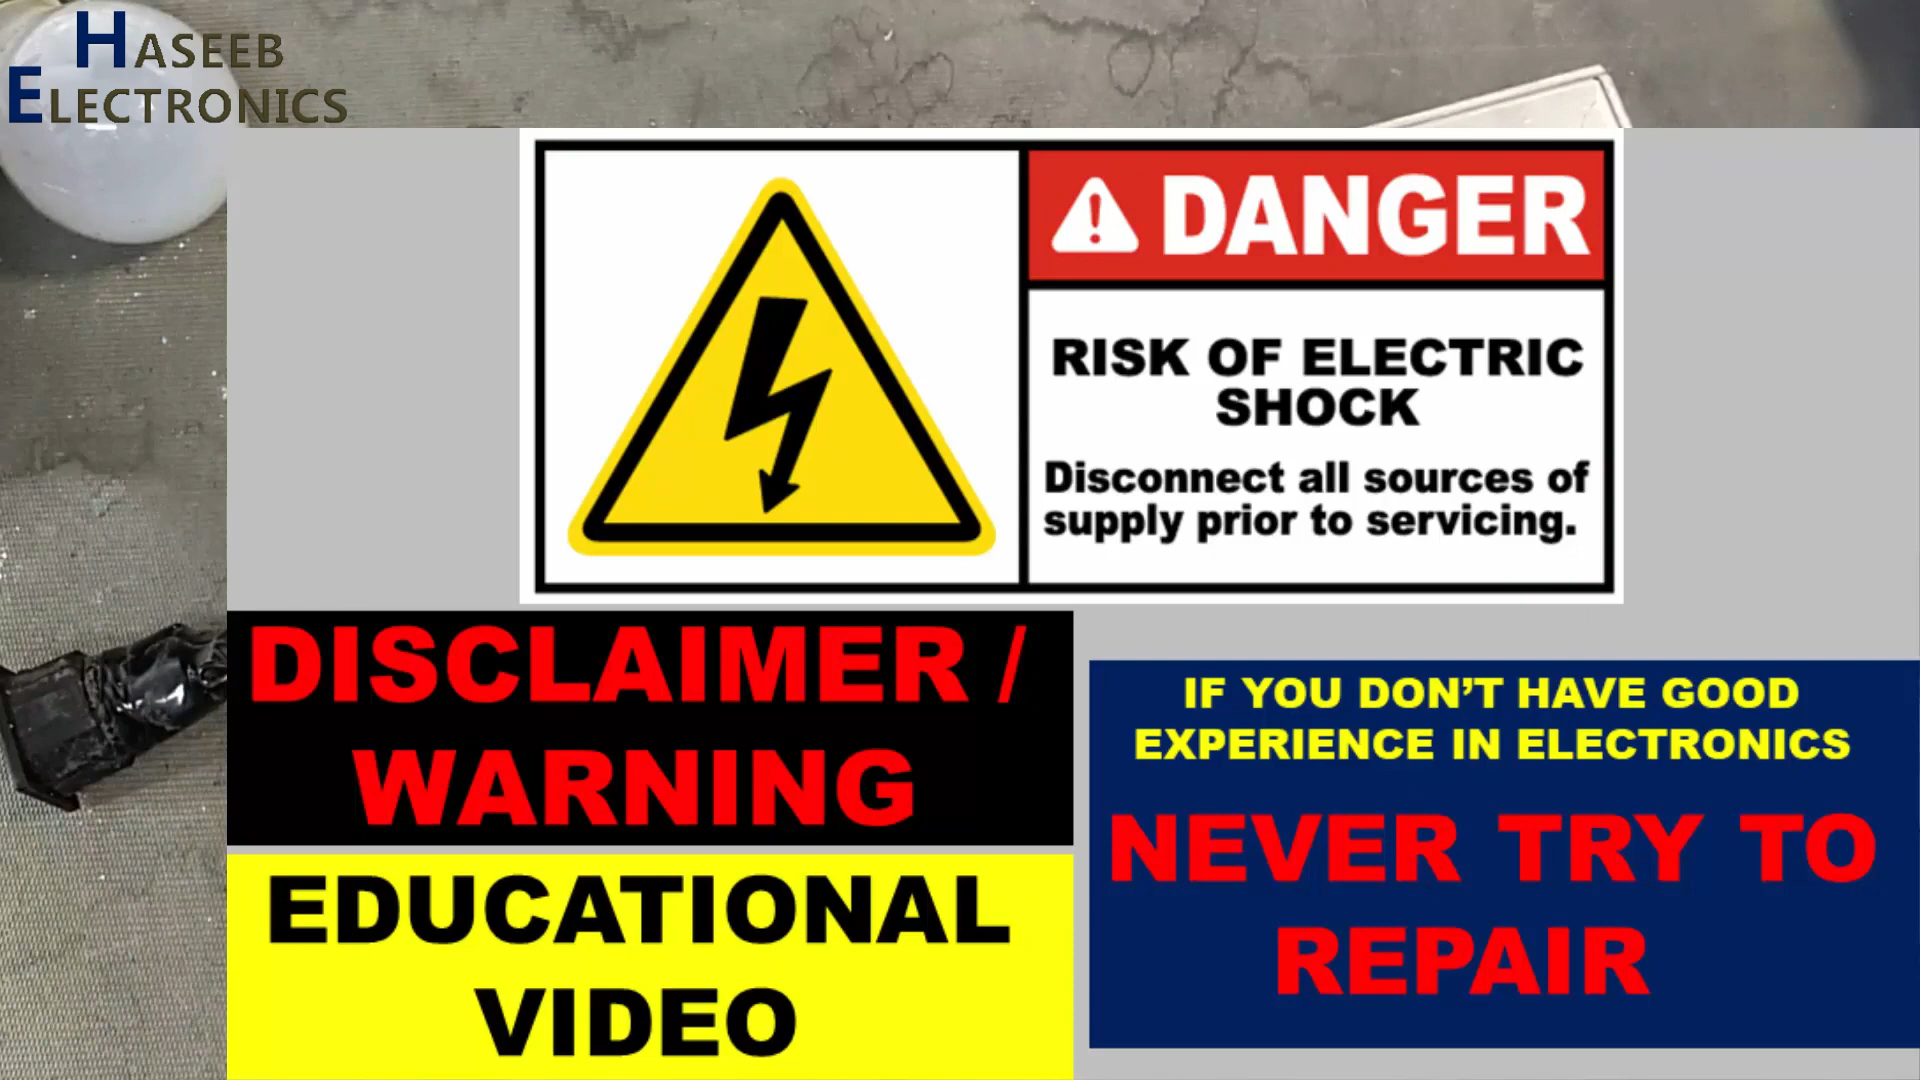 HASEEB
ELECTRONICS
DANGER
RISK OF ELECTRIC
SHOCK
Disconnect all sources of
supply prior to servicing.
DISCLAIMER /
WARNING
EDUCATIONAL
VIDEO
IF YOU DON’T HAVE GOOD
EXPERIENCE IN ELECTRONICS
NEVER TRY TO
REPAIR